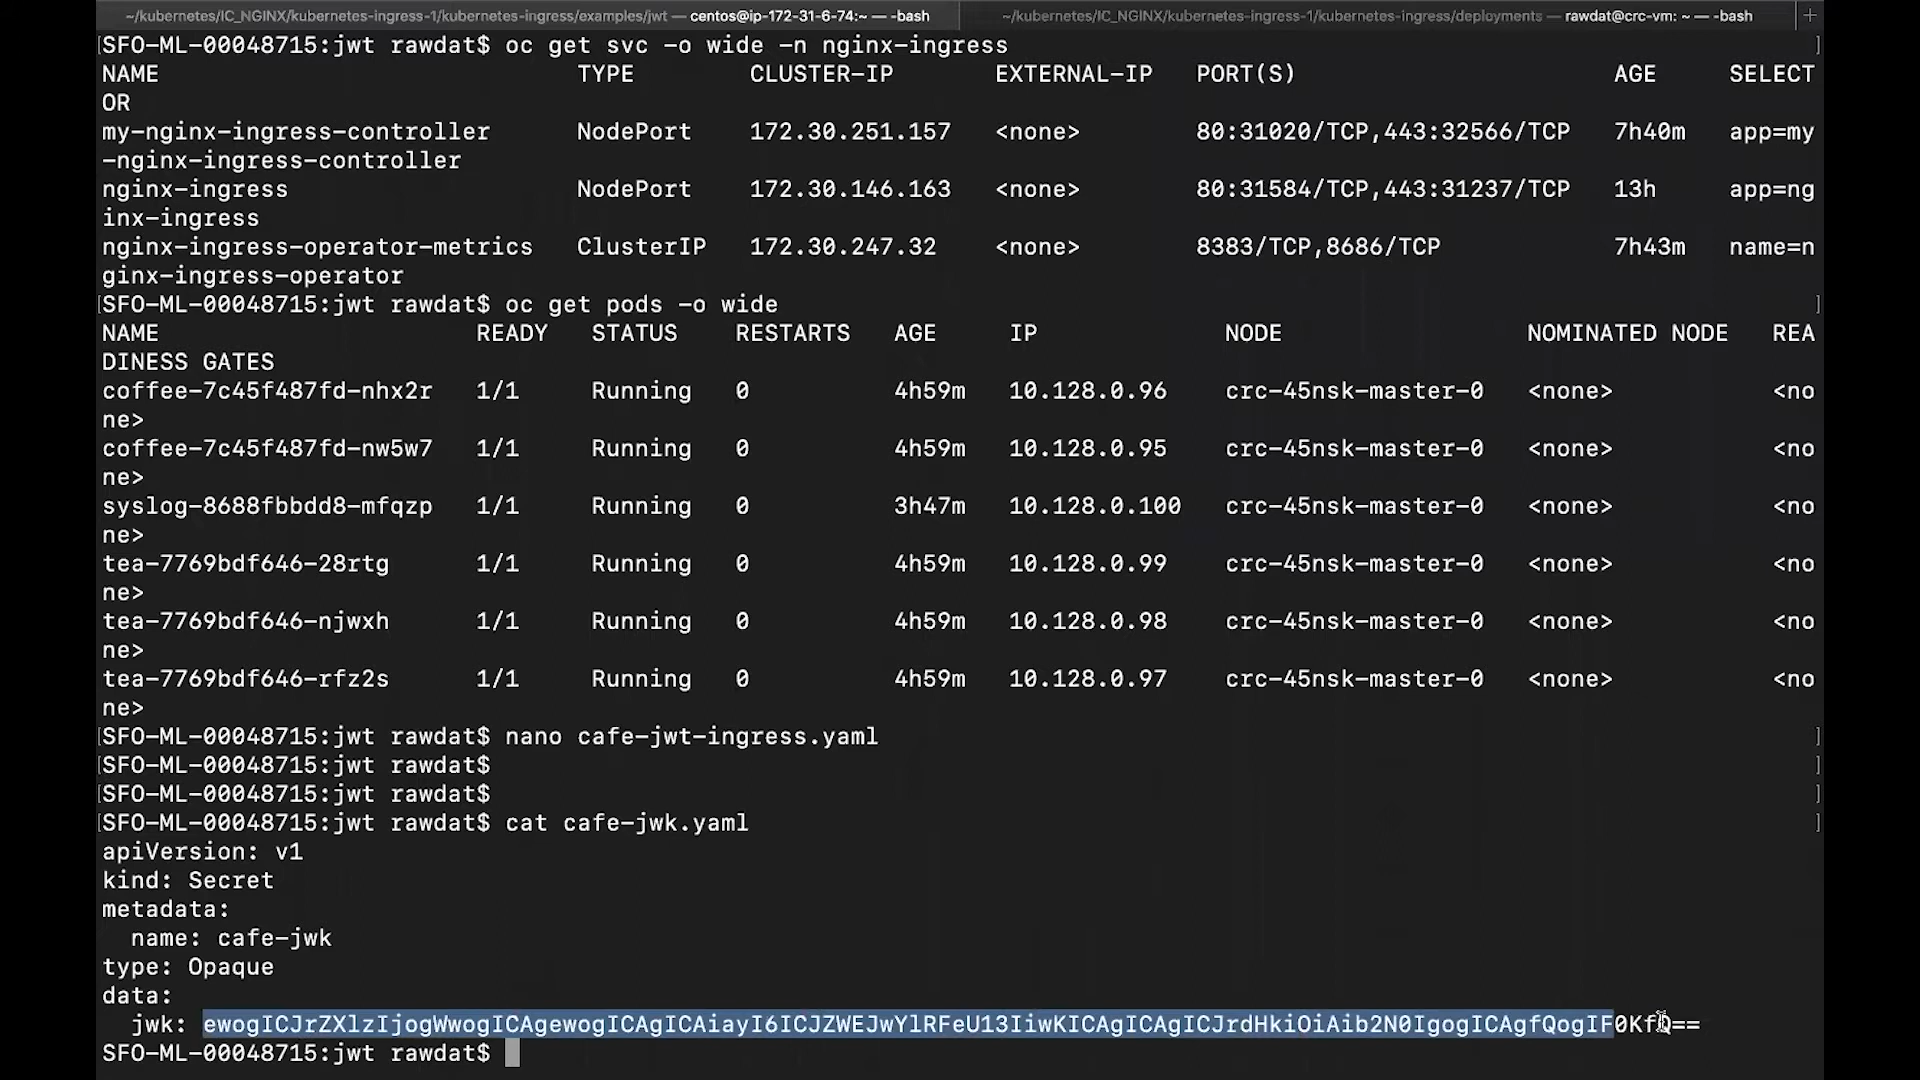 ~/kubernetes/IC_NGINX/kubernetes-ingress-1/kubernetes-ingress/examples/jwt — centos@ip-172-31-6-74:~ — -bash
~/kubernetes/IC_NGINX/kubernetes-ingress-1/kubernetes-ingress/deployments — rawdat@crc-vm: ~ — -bash
+
[SFO-ML-00048715:jwt rawdat$ oc get svc -o wide -n nginx-ingress ]
NAME TYPE CLUSTER-IP EXTERNAL-IP PORT(S) AGE SELECT
OR
my-nginx-ingress-controller NodePort 172.30.251.157 <none> 80:31020/TCP,443:32566/TCP 7h40m app=my
-nginx-ingress-controller
nginx-ingress NodePort 172.30.146.163 <none> 80:31584/TCP,443:31237/TCP 13h app=ng
inx-ingress
nginx-ingress-operator-metrics ClusterIP 172.30.247.32 <none> 8383/TCP,8686/TCP 7h43m name=n
ginx-ingress-operator
[SFO-ML-00048715:jwt rawdat$ oc get pods -o wide ]
NAME READY STATUS RESTARTS AGE IP NODE NOMINATED NODE REA
DINESS GATES
coffee-7c45f487fd-nhx2r 1/1 Running 0 4h59m 10.128.0.96 crc-45nsk-master-0 <none> <no
ne>
coffee-7c45f487fd-nw5w7 1/1 Running 0 4h59m 10.128.0.95 crc-45nsk-master-0 <none> <no
ne>
syslog-8688fbbdd8-mfqzp 1/1 Running 0 3h47m 10.128.0.100 crc-45nsk-master-0 <none> <no
ne>
tea-7769bdf646-28rtg 1/1 Running 0 4h59m 10.128.0.99 crc-45nsk-master-0 <none> <no
ne>
tea-7769bdf646-njwxh 1/1 Running 0 4h59m 10.128.0.98 crc-45nsk-master-0 <none> <no
ne>
tea-7769bdf646-rfz2s 1/1 Running 0 4h59m 10.128.0.97 crc-45nsk-master-0 <none> <no
ne>
[SFO-ML-00048715:jwt rawdat$ nano cafe-jwt-ingress.yaml ]
[SFO-ML-00048715:jwt rawdat$ ]
[SFO-ML-00048715:jwt rawdat$ ]
[SFO-ML-00048715:jwt rawdat$ cat cafe-jwk.yaml ]
apiVersion: v1
kind: Secret
metadata:
name: cafe-jwk
type: Opaque
data:
jwk: ewogICJrZXlzIjogWwogICAgewogICAgICAiayI6ICJZWEJwYlRFeU13IiwKICAgICAgICJrdHkiOiAib2N0IgogICAgfQogIF0KfQ==
SFO-ML-00048715:jwt rawdat$